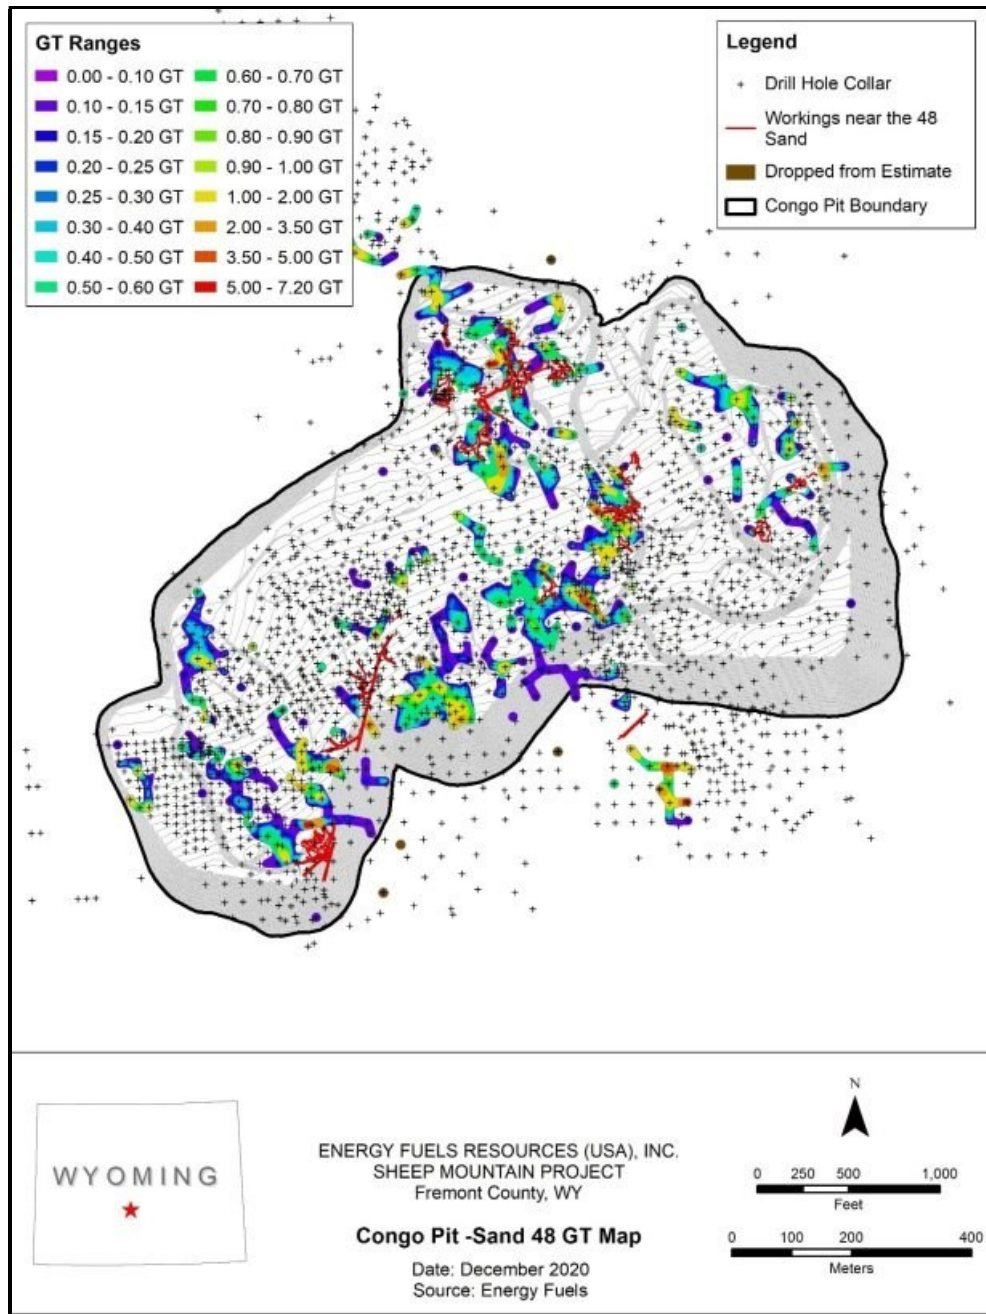 GT Ranges
0.00 - 0.10 GT
0.10 - 0.15 GT
0.15 - 0.20 GT
0.20 - 0.25 GT
0.25 - 0.30 GT
0.30 - 0.40 GT
0.40 - 0.50 GT
0.50 - 0.60 GT
0.60 - 0.70 GT
0.70 - 0.80 GT
0.80 - 0.90 GT
0.90 - 1.00 GT
1.00 - 2.00 GT
2.00 - 3.50 GT
3.50 - 5.00 GT
5.00 - 7.20 GT
Legend
Drill Hole Collar
Workings near the 48
Sand
Dropped from Estimate
Congo Pit Boundary
WYOMING
ENERGY FUELS RESOURCES (USA), INC.
SHEEP MOUNTAIN PROJECT
Fremont County, WY
Congo Pit -Sand 48 GT Map
Date: December 2020
Source: Energy Fuels
N
0 250 500 1,000
Feet
0 100 200 400
Meters